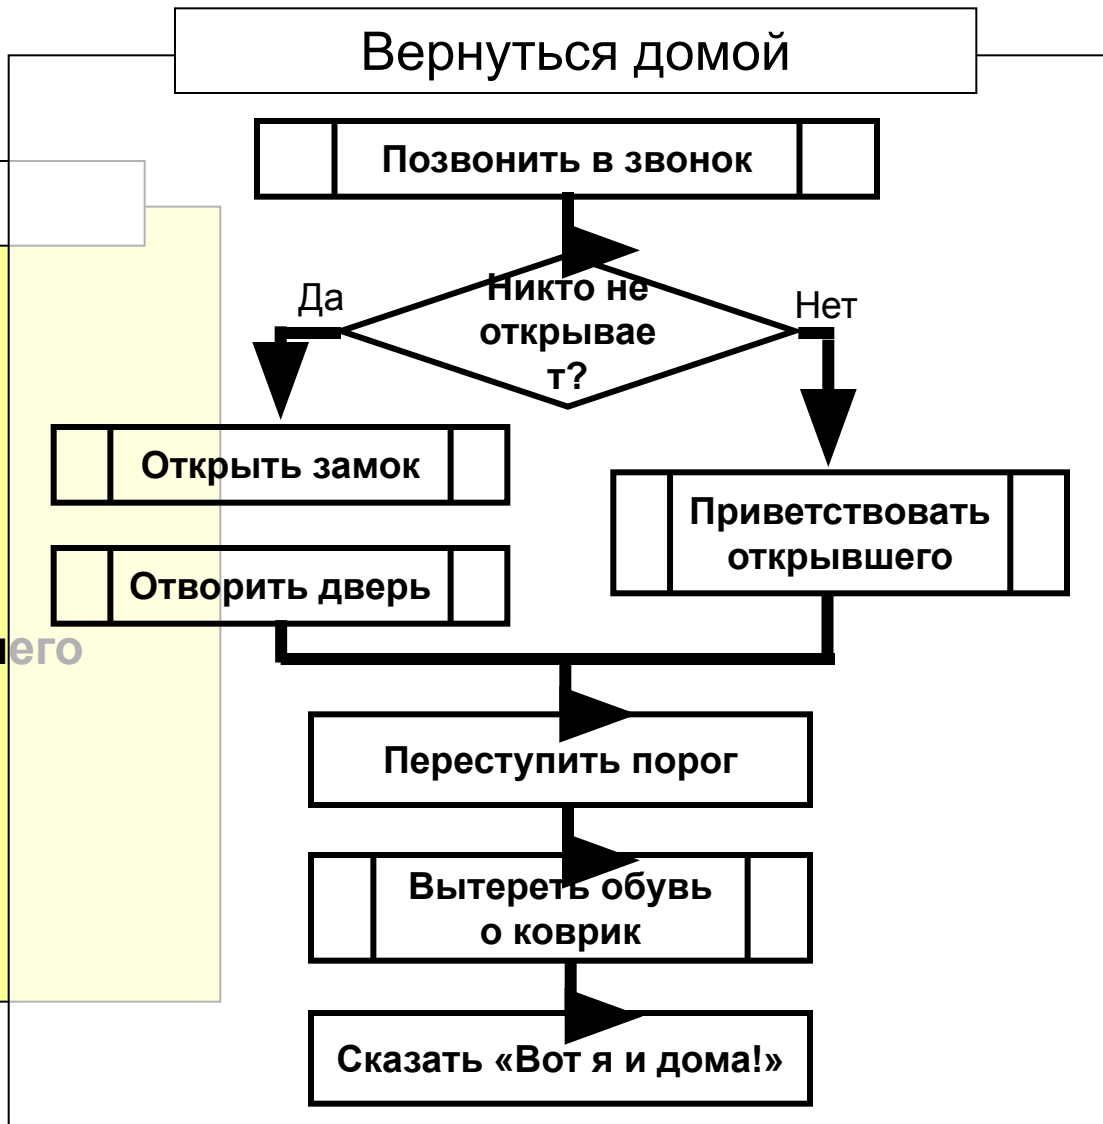 Вернуться домой
Позвонить в звонок
Никто не
открывае
т?
Да
Нет
Открыть замок
Отворить дверь
Приветствовать
открывшего
его
Переступить порог
Вытереть обувь
о коврик
Сказать «Вот я и дома!»